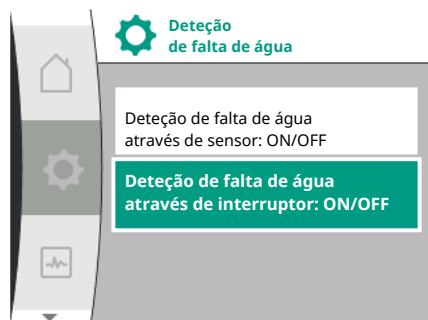 Deteção
de falta de água
Deteção de falta de água
através de sensor: ON/OFF
Deteção de falta de água
através de interruptor: ON/OFF